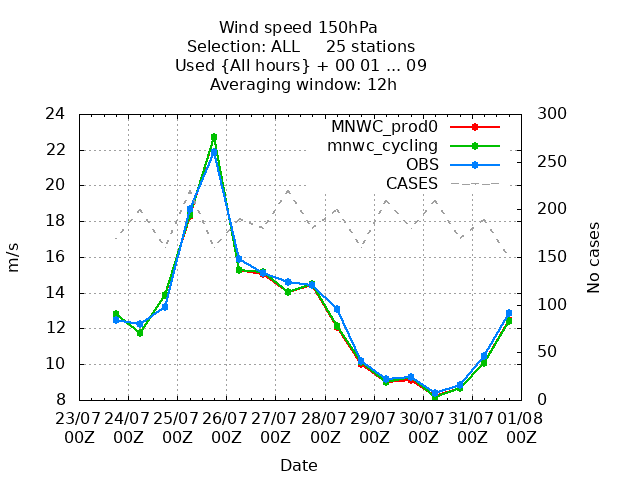 Wind speed 150hPa
Selection: ALL     25 stations
Used {All hours} + 00 01 ... 09
Averaging window: 12h
24
22
20
18
16
14
12
10
8
m/s
MNWC_prod0
mnwc_cycling
OBS
CASES
300
250
200
150
100
50
0
No cases
23/07 24/07 25/07 26/07 27/07 28/07 29/07 30/07 31/07 01/08
00Z 00Z 00Z 00Z 00Z 00Z 00Z 00Z 00Z 00Z
Date